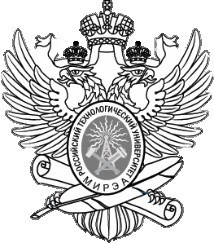 РОССИЙСКИЙ ТЕХНОЛОГИЧЕСКИЙ УНИВЕРСИТЕТ
МИРЭА